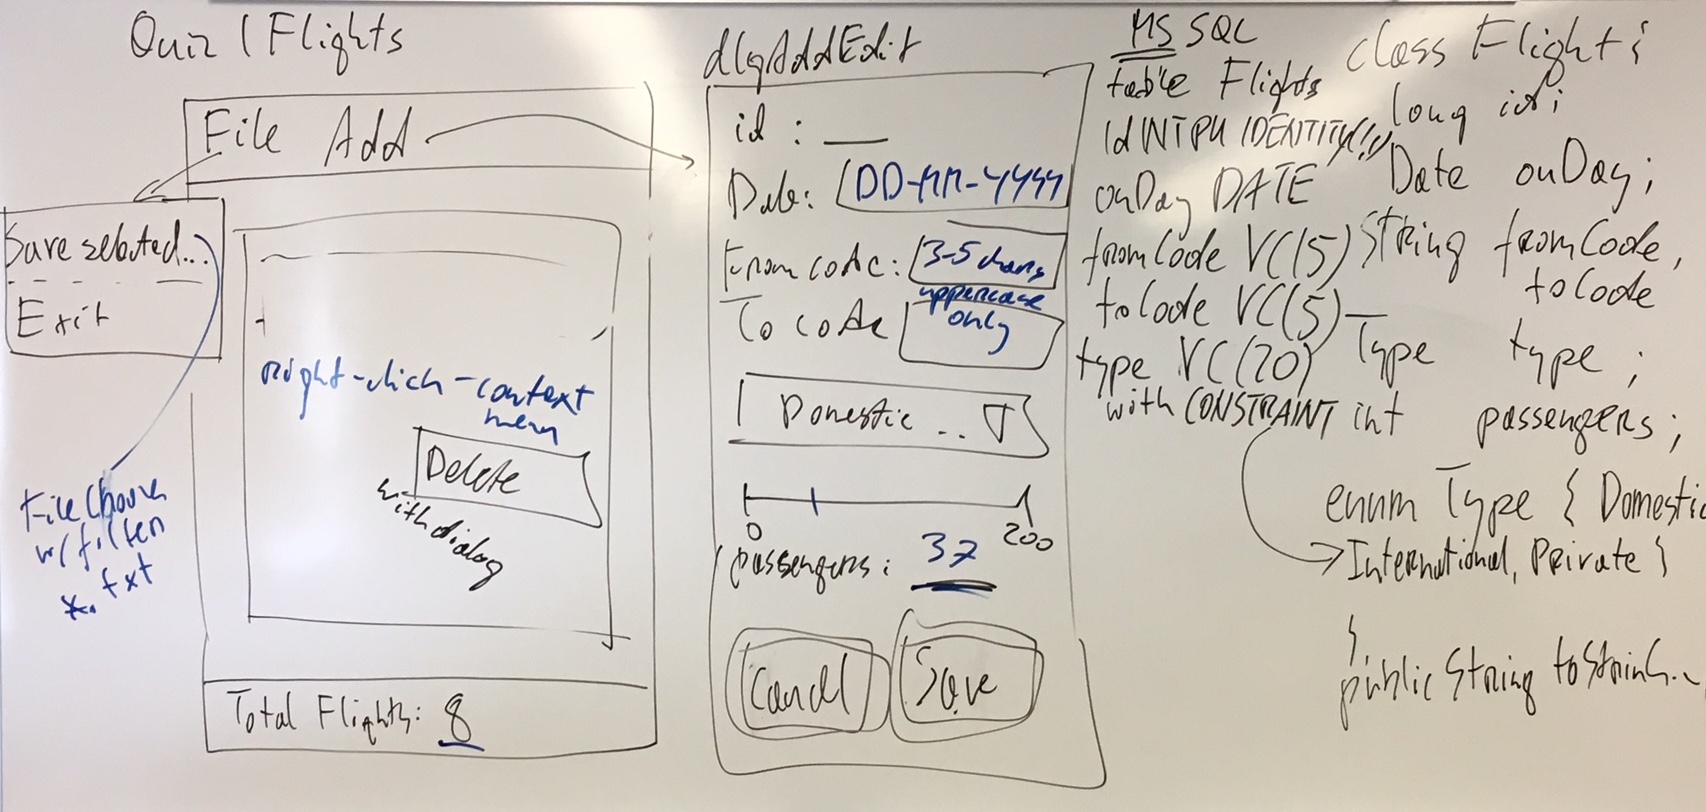 Quiz 1 Flights
File Add
Save selected...
Exit
right-click-context
menu
Delete
with dialog
File Chooser
w/ filter
*.txt
Total Flights: 8
dlgAddEdit
id : __
Date: DD-MM-YYYY
From code: 3-5 chars
uppercase
only
To code
Domestic ..
0
200
passengers: 37
Cancel
Save
MS SQL
table Flights
Id INT PK IDENTITY!!!
onDay DATE
fromCode VC(5)
toCode VC(5)
type VC(20)
with CONSTRAINT
class Flight {
long id;
Date onDay;
String fromCode,
toCode
Type type ;
int passengers;
enum Type { Domestic
International, Private }
}
public String toString..